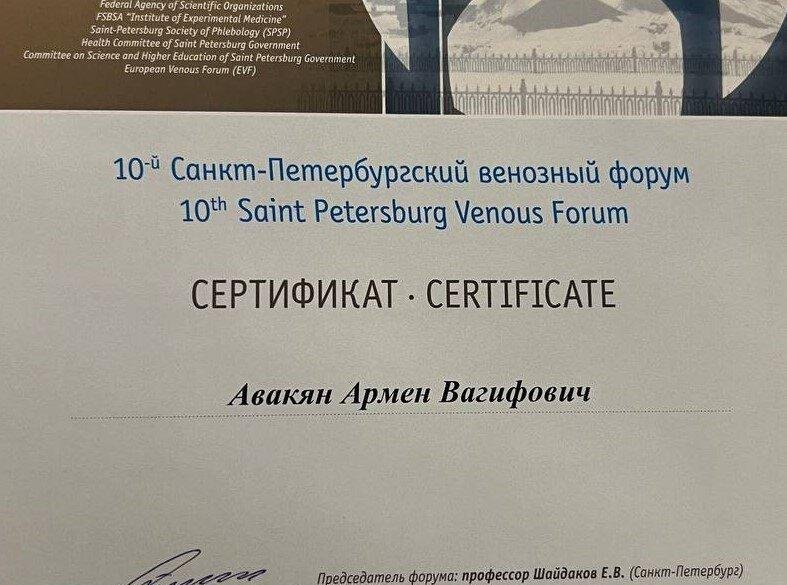 Federal Agency of Scientific Organizations
FSBSA "Institute of Experimental Medicine"
Saint-Petersburg Society of Phlebology (SPSP)
Health Committee of Saint Petersburg Government
Committee on Science and Higher Education of Saint Petersburg Government
European Venous Forum (EVF)
10-й Санкт-Петербургский венозный форум
10th Saint Petersburg Venous Forum
СЕРТИФИКАТ · CERTIFICATE
Авакян Армен Вагифович
Председатель форума: профессор Шайдаков Е.В. (Санкт-Петербург)